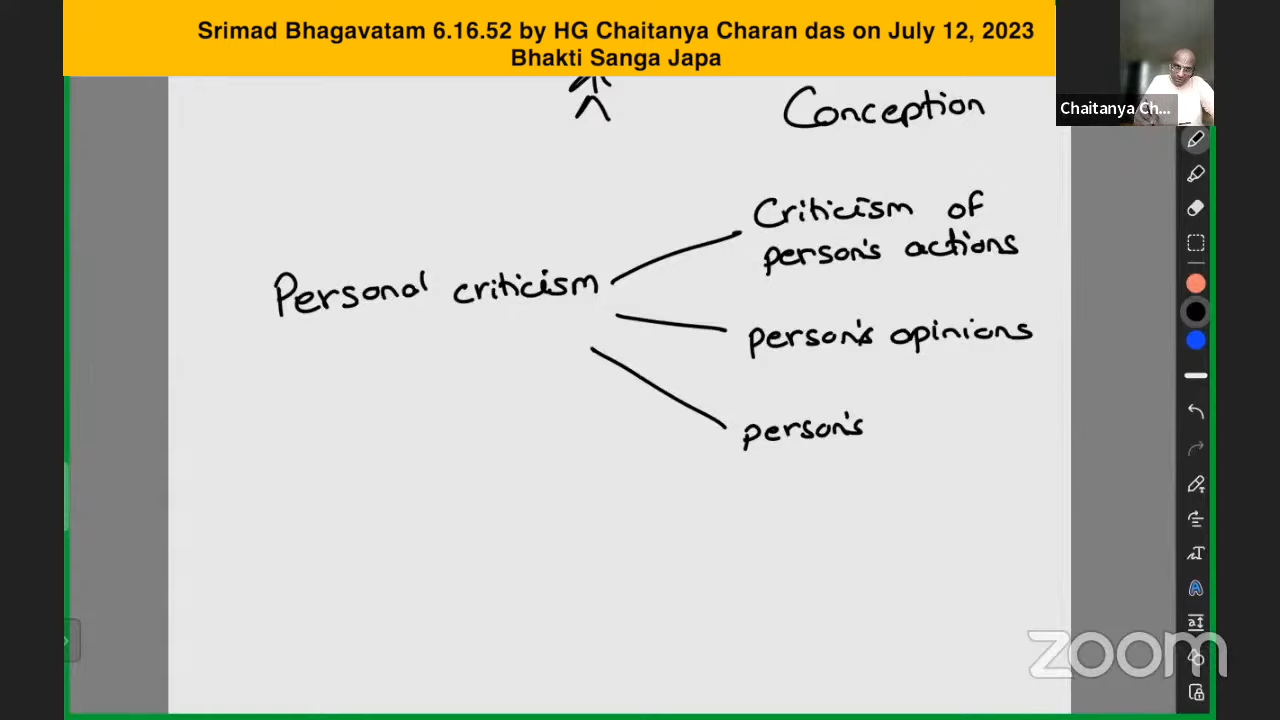 Srimad Bhagavatam 6.16.52 by HG Chaitanya Charan das on July 12, 2023
Bhakti Sanga Japa
Chaitanya Ch...
Conception
Criticism of
person's actions
Personal criticism
person's opinions
person's
zoom